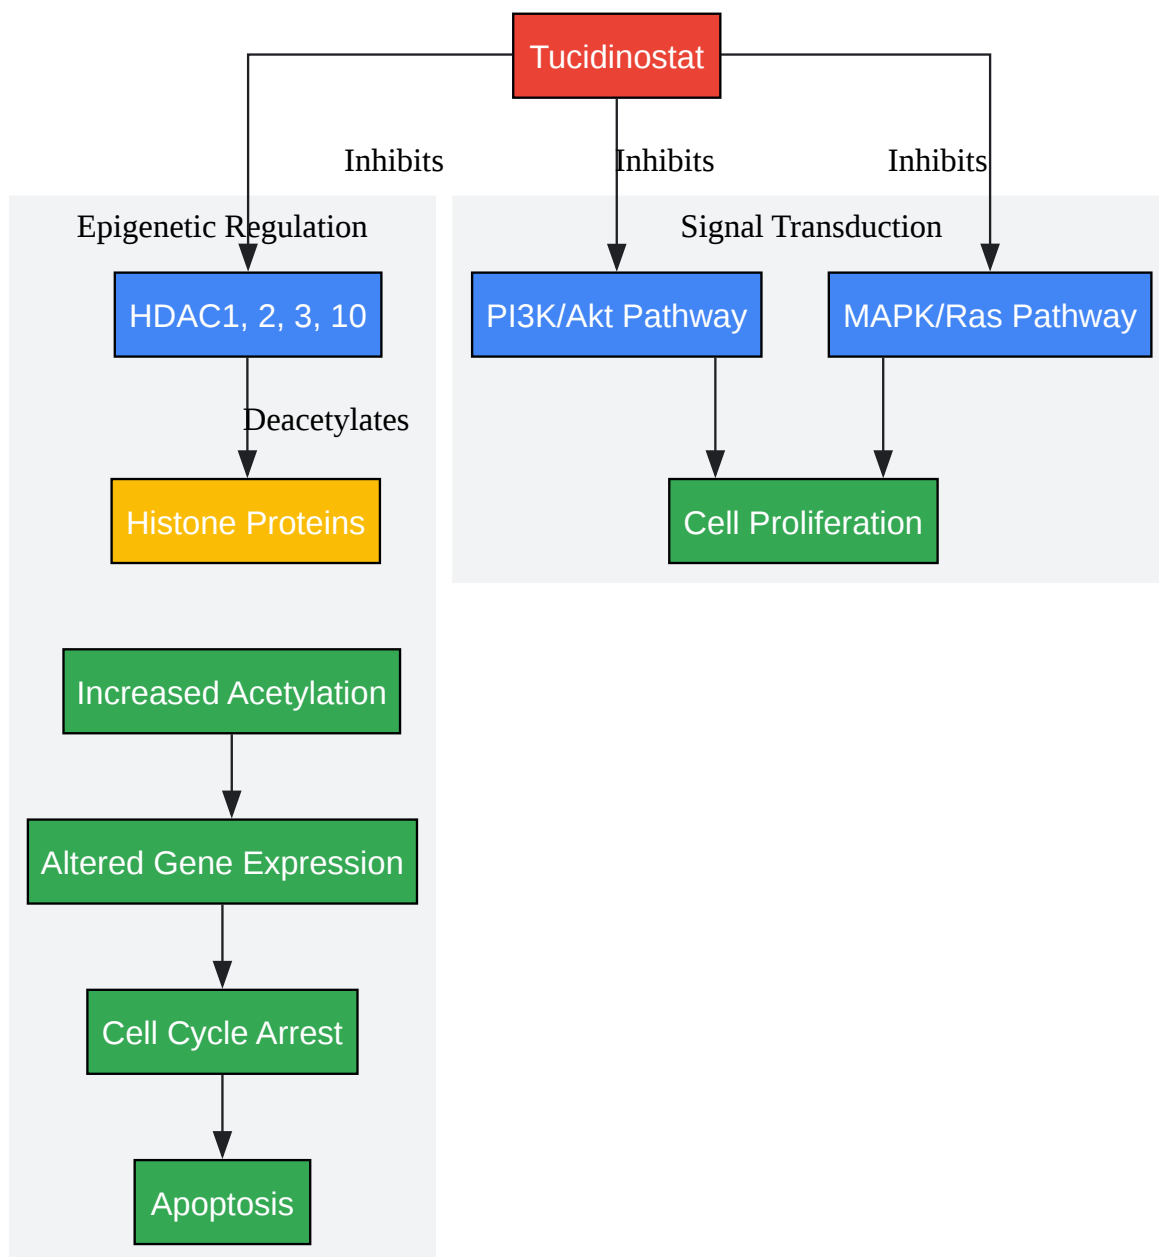 Tucidinostat
Inhibits
Inhibits
Inhibits
Epigenetic Regulation
Signal Transduction
HDAC1, 2, 3, 10
PI3K/Akt Pathway
MAPK/Ras Pathway
Deacetylates
Histone Proteins
Cell Proliferation
Increased Acetylation
Altered Gene Expression
Cell Cycle Arrest
Apoptosis